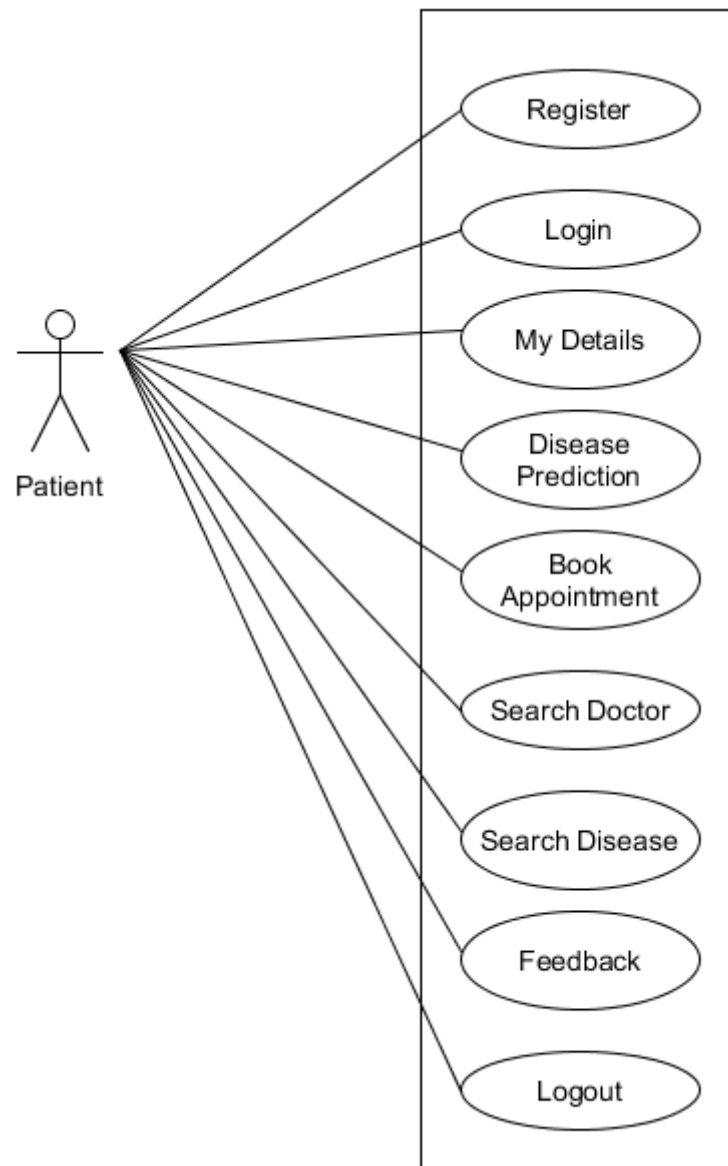 Register
Login
My Details
Patient
Disease
Prediction
Book
Appointment
Search Doctor
Search Disease
Feedback
Logout